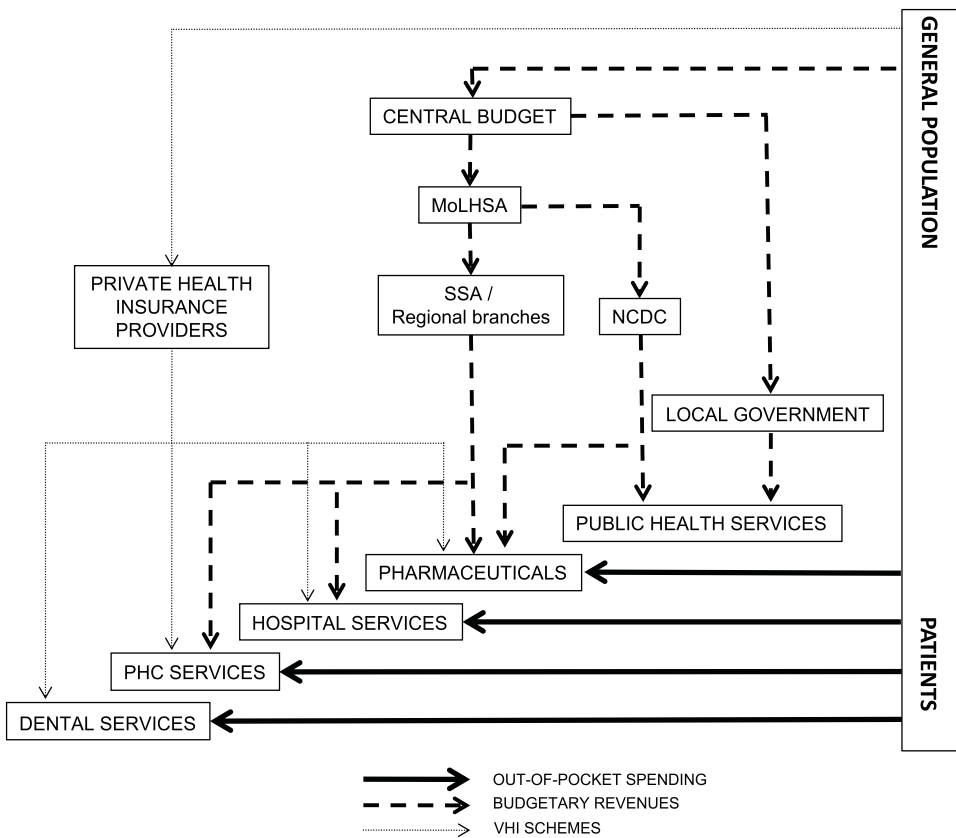 GENERAL POPULATION
CENTRAL BUDGET
MoLHSA
PRIVATE HEALTH
INSURANCE
PROVIDERS
SSA /
Regional branches
NCDC
LOCAL GOVERNMENT
PUBLIC HEALTH SERVICES
PHARMACEUTICALS
HOSPITAL SERVICES
PATIENTS
PHC SERVICES
DENTAL SERVICES
OUT-OF-POCKET SPENDING
BUDGETARY REVENUES
VHI SCHEMES